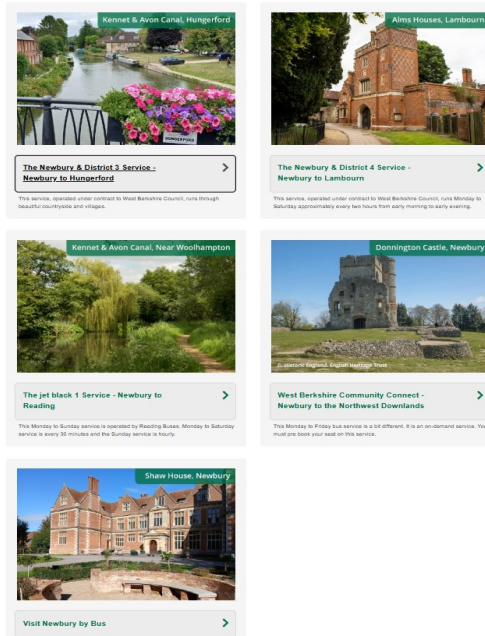 Kennet & Avon Canal, Hungerford
HUNGERFORD
The Newbury & District 3 Service -
Newbury to Hungerford
This service, operated under contract to West Berkshire Council, runs through
beautiful countryside and villages.
Alms Houses, Lambourn
The Newbury & District 4 Service -
Newbury to Lambourn
This service, operated under contract to West Berkshire Council, runs Monday to
Saturday approximately every two hours from early morning to early evening.
Kennet & Avon Canal, Near Woolhampton
The jet black 1 Service - Newbury to
Reading
This Monday to Sunday service is operated by Reading Buses. Monday to Saturday
service is every 30 minutes and the Sunday service is hourly.
Donnington Castle, Newbury
© Historic England, English Heritage Trust
West Berkshire Community Connect -
Newbury to the Northwest Downlands
This Monday to Friday bus service is a bit different. It is an on-demand service. You
must pre book your seat on this service.
Shaw House, Newbury
Visit Newbury by Bus